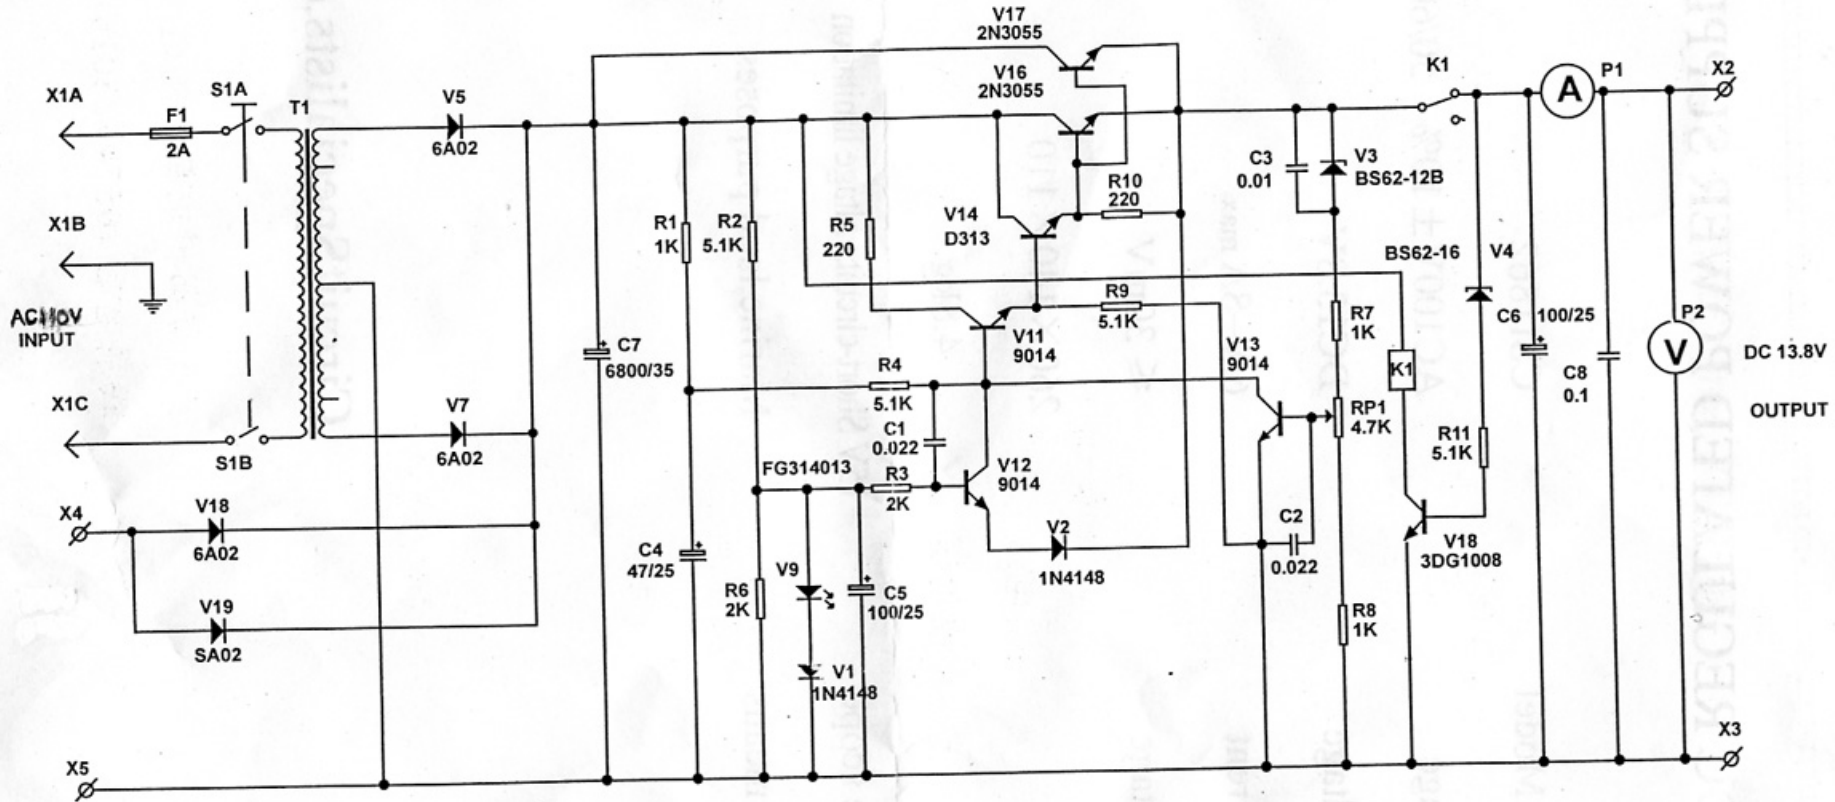 V17
2N3055
V16
2N3055
K1
P1
X2
A
X1A
S1A
T1
V5
F1
2A
6A02
C3
0.01
V3
BS62-12B
R10
220
X1B
R1
1K
R2
5.1K
R5
220
V14
D313
BS62-16
V4
R9
5.1K
R7
1K
C6
100/25
P2
V
INPUT
C7
6800/35
V11
9014
V13
9014
DC 13.8V
R4
5.1K
K1
C8
0.1
X1C
V7
6A02
RP1
4.7K
OUTPUT
C1
0.022
R11
5.1K
S1B
FG314013
V12
9014
R3
2K
X4
V18
6A02
C2
0.022
V2
1N4148
V18
3DG1008
C4
47/25
V9
R6
2K
C5
100/25
V19
SA02
R8
1K
V1
1N4148
X5
X3